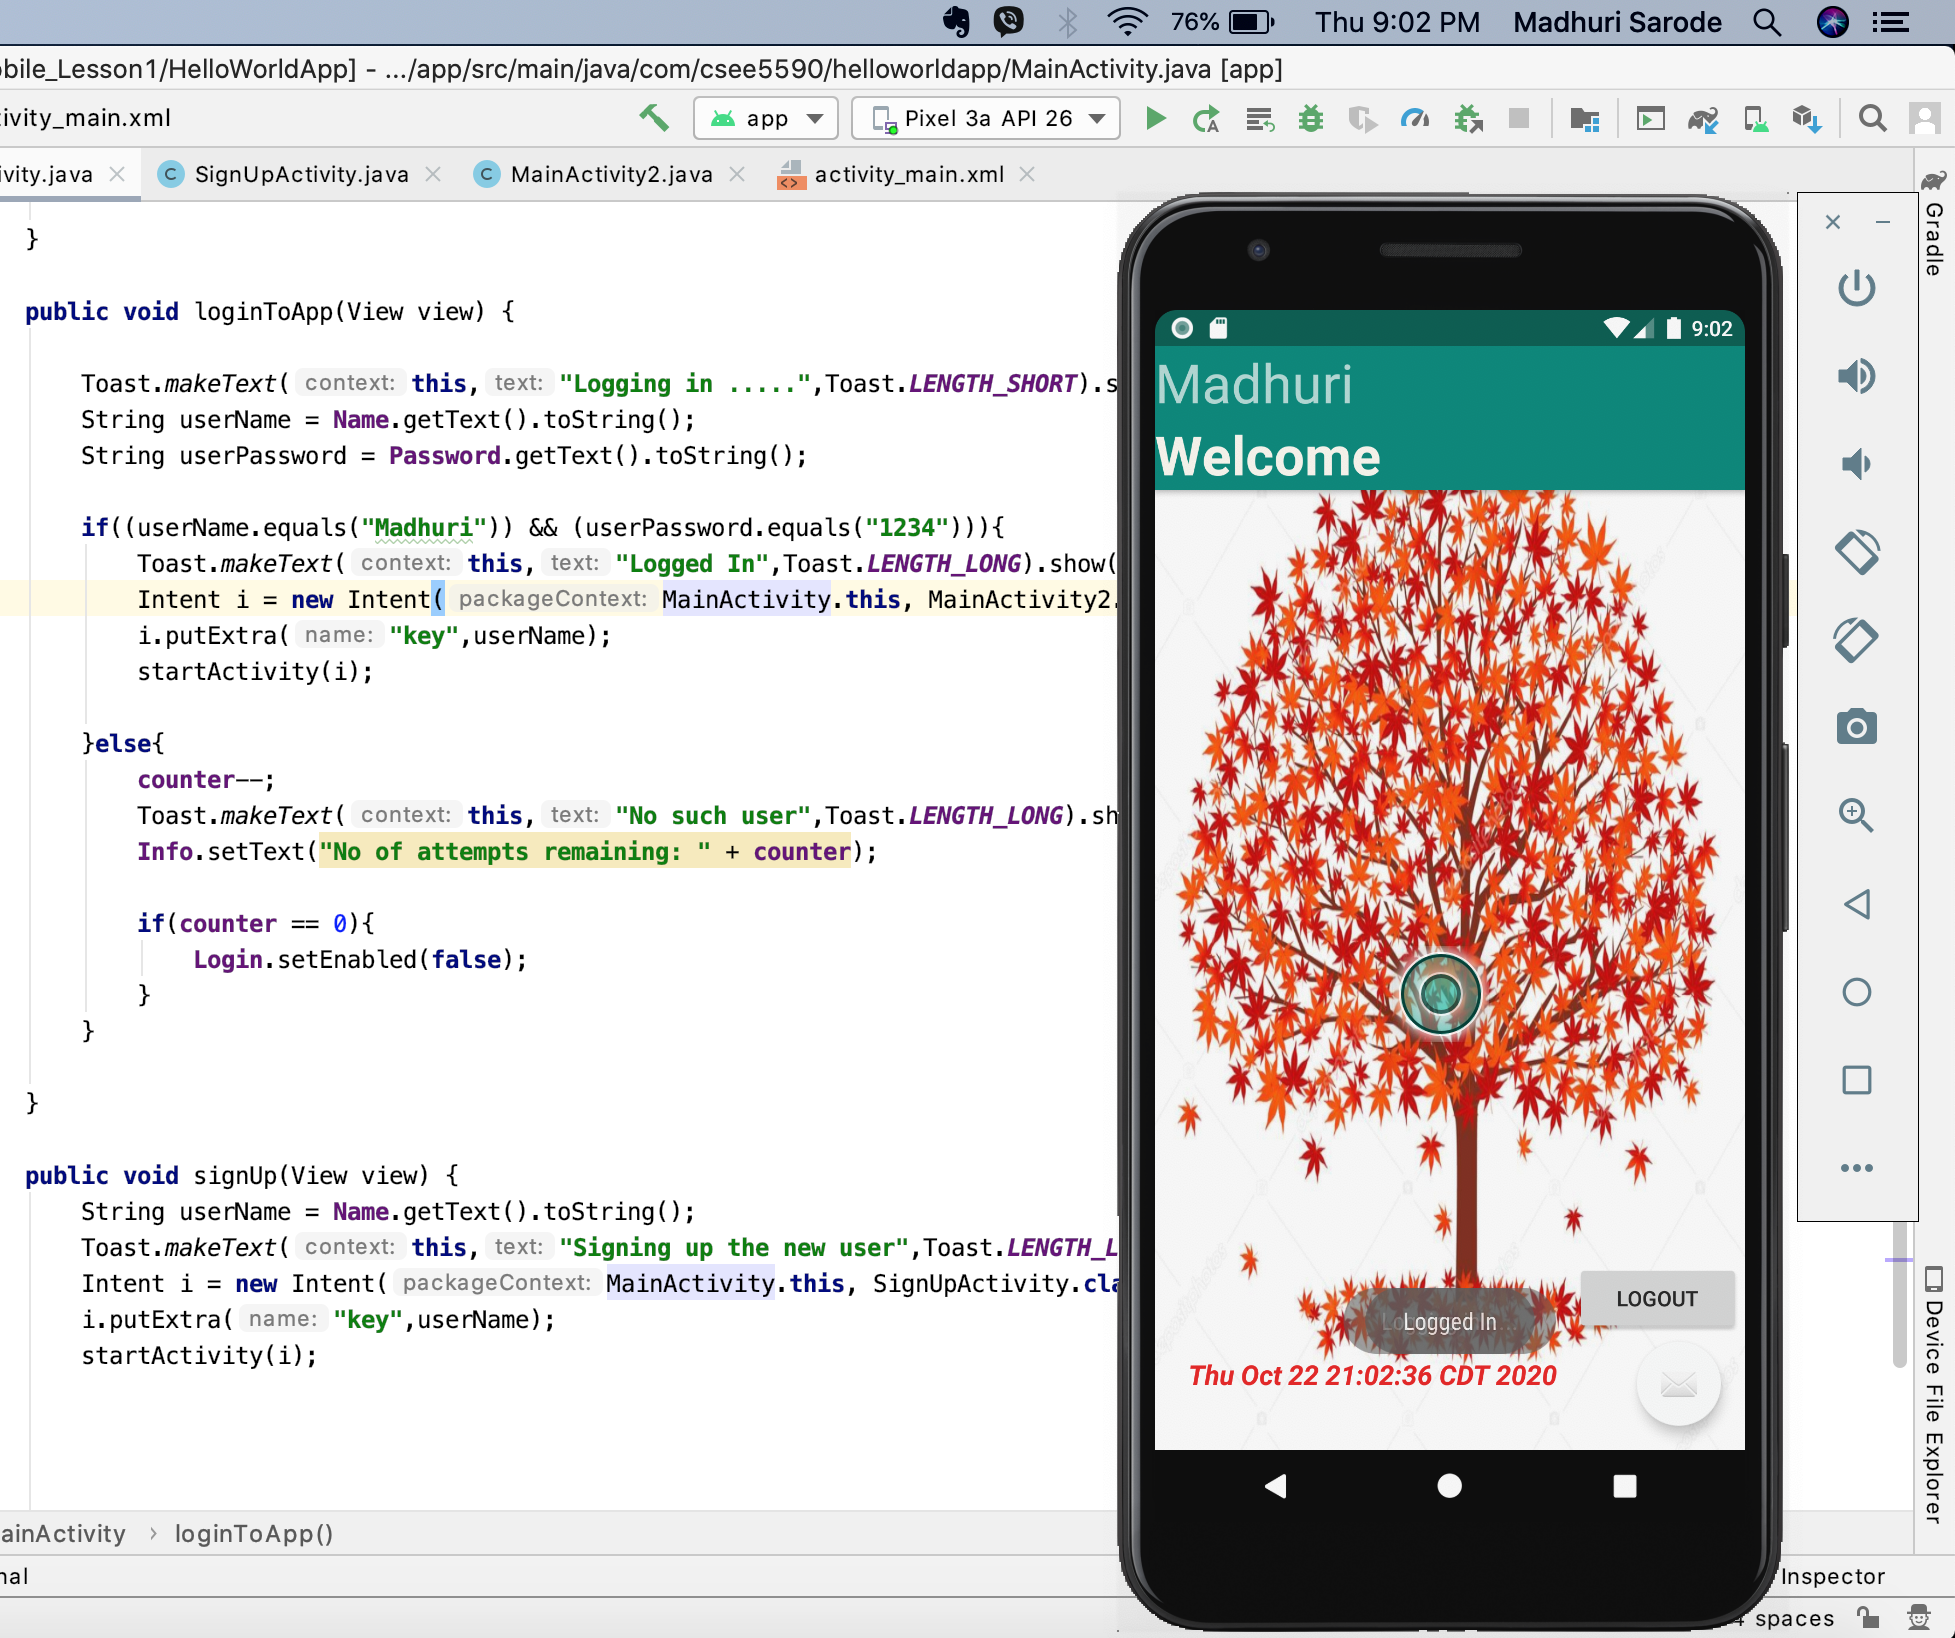 76% Thu 9:02 PM Madhuri Sarode
bile_Lesson1/HelloWorldApp] - .../app/src/main/java/com/csee5590/helloworldapp/MainActivity.java [app]
ivity_main.xml app Pixel 3a API 26
vity.java SignUpActivity.java MainActivity2.java activity_main.xml
}
public void loginToApp(View view) {
Toast.makeText( context: this, text: "Logging in .....",Toast.LENGTH_SHORT).s
String userName = Name.getText().toString();
String userPassword = Password.getText().toString();
if((userName.equals("Madhuri")) && (userPassword.equals("1234"))){
Toast.makeText( context: this, text: "Logged In",Toast.LENGTH_LONG).show(
Intent i = new Intent( packageContext: MainActivity.this, MainActivity2.
i.putExtra( name: "key",userName);
startActivity(i);
}else{
counter--;
Toast.makeText( context: this, text: "No such user",Toast.LENGTH_LONG).sh
Info.setText("No of attempts remaining: " + counter);
if(counter == 0){
Login.setEnabled(false);
}
}
}
public void signUp(View view) {
String userName = Name.getText().toString();
Toast.makeText( context: this, text: "Signing up the new user",Toast.LENGTH_L
Intent i = new Intent( packageContext: MainActivity.this, SignUpActivity.cla
i.putExtra( name: "key",userName);
startActivity(i);
ainActivity › loginToApp()
nal
9:02
Madhuri
Welcome
LOGOUT
Logged In
Thu Oct 22 21:02:36 CDT 2020
Gradle
Device File Explorer
Inspector
4 spaces